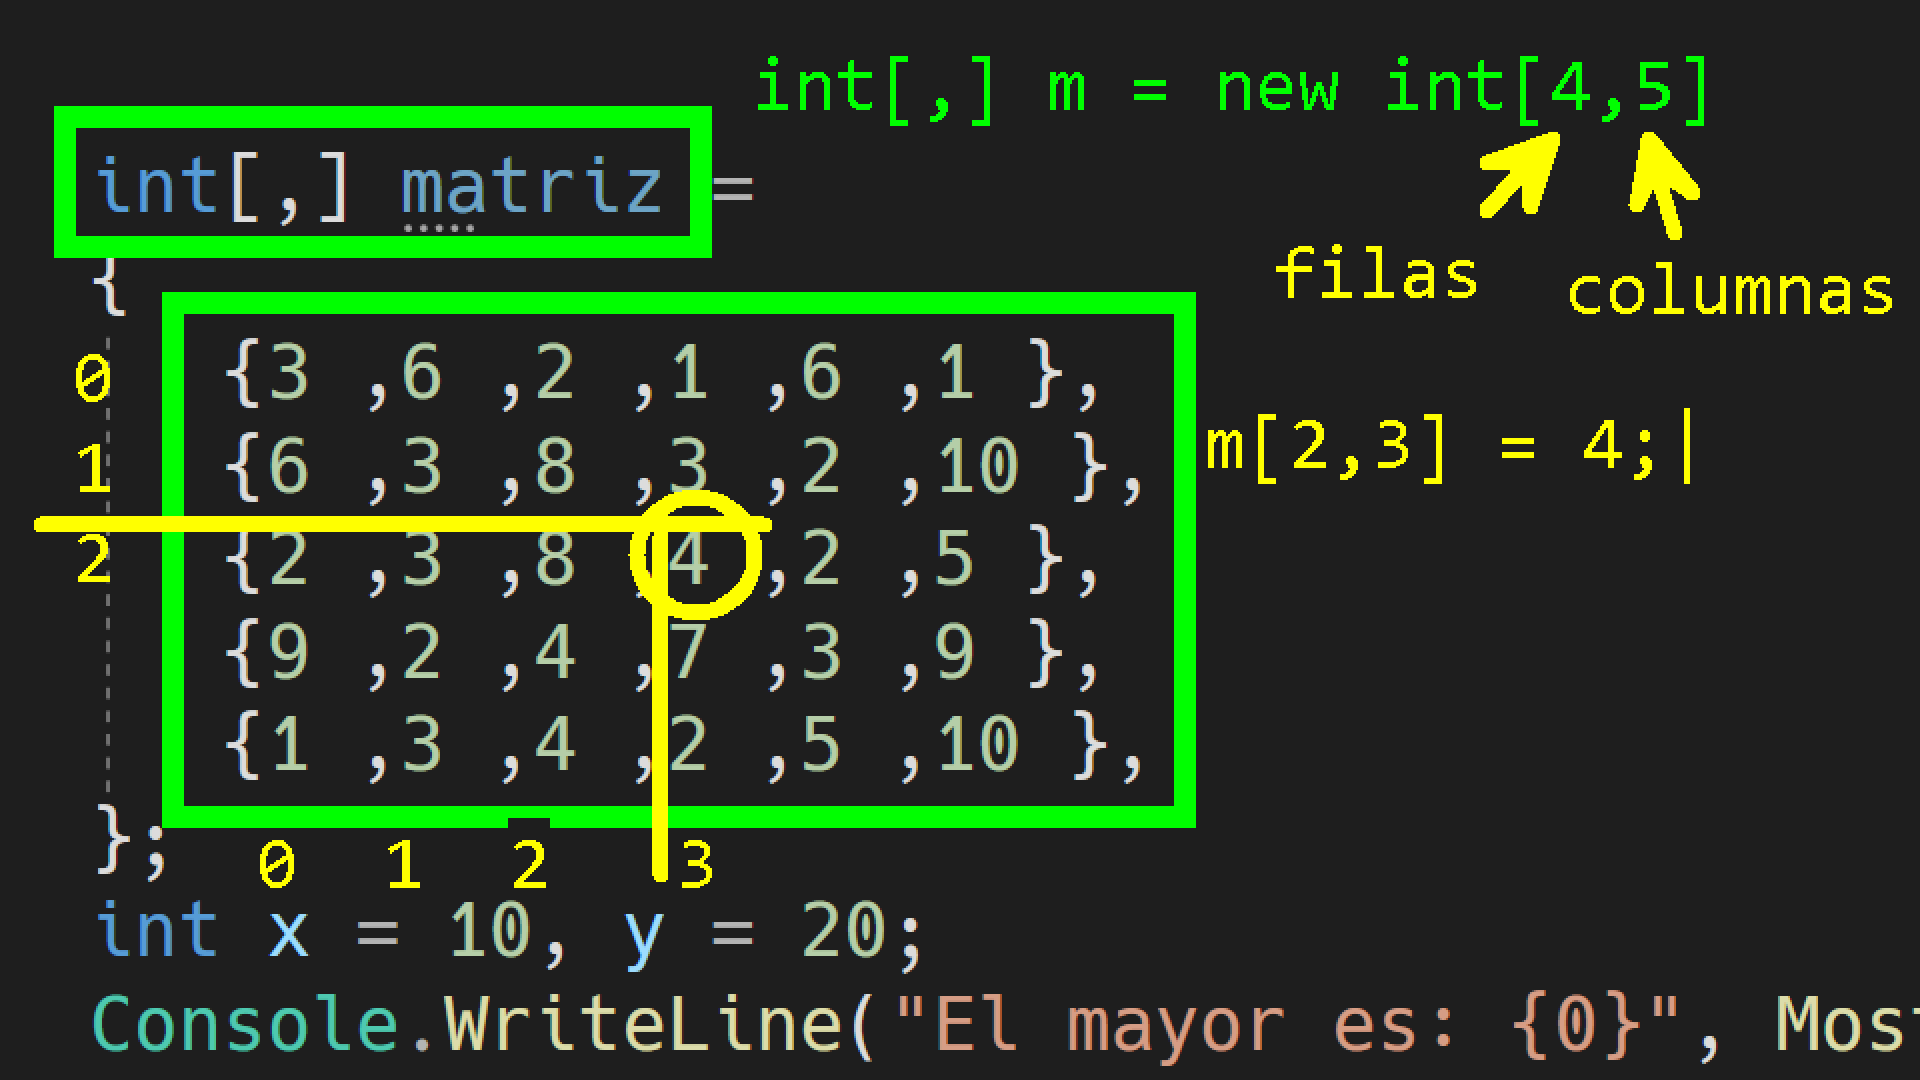 int[,] m = new int[4,5]
int[,] matriz =
filas columnas
{
0 {3 ,6 ,2 ,1 ,6 ,1 },
1 {6 ,3 ,8 ,3 ,2 ,10 }, m[2,3] = 4;
2 {2 ,3 ,8 ,4 ,2 ,5 },
{9 ,2 ,4 ,7 ,3 ,9 },
{1 ,3 ,4 ,2 ,5 ,10 },
};
0 1 2 3
int x = 10, y = 20;
Console.WriteLine("El mayor es: {0}",